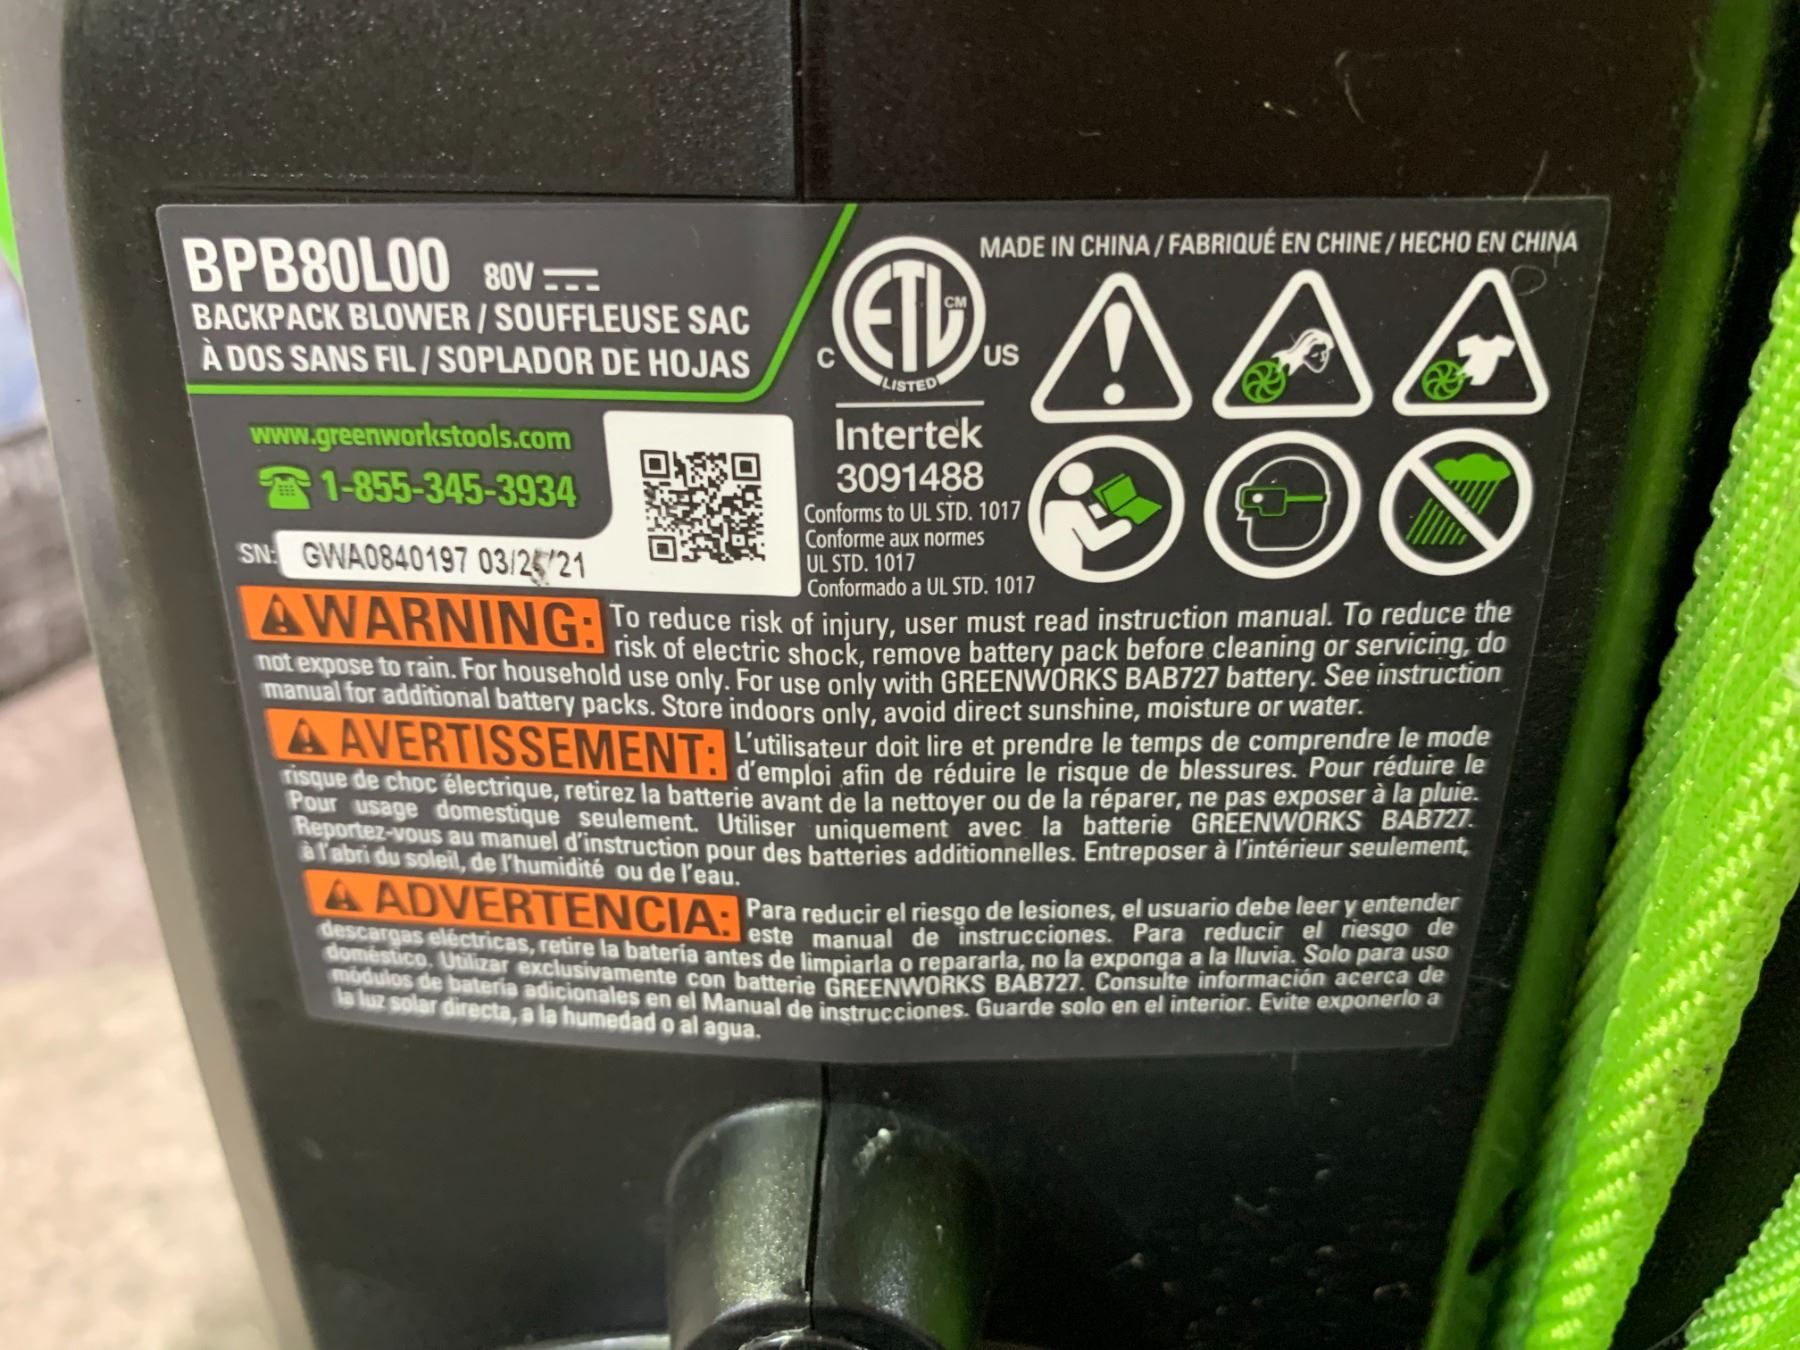 BPB80L00 80V
BACKPACK BLOWER / SOUFFLEUSE SAC
À DOS SANS FIL / SOPLADOR DE HOJAS
www.greenworkstools.com
1-855-345-3934
SN: GWA0840197
MADE IN CHINA / FABRIQUÉ EN CHINE / HECHO EN CHINA
ETL CM
C US
LISTED
Intertek
3091488
Conforms to UL STD. 1017
Conforme aux normes
UL STD. 1017
Conformado a UL STD. 1017
WARNING: To reduce risk of injury, user must read instruction manual. To reduce the
risk of electric shock, remove battery pack before cleaning or servicing, do
not expose to rain. For household use only. For use only with GREENWORKS BAB727 battery. See instruction
manual for additional battery packs. Store indoors only, avoid direct sunshine, moisture or water.
AVERTISSEMENT: L'utilisateur doit lire et prendre le temps de comprendre le mode
d'emploi afin de réduire le risque de blessures. Pour réduire le
risque de choc électrique, retirez la batterie avant de la nettoyer ou de la réparer, ne pas exposer à la pluie.
Pour usage domestique seulement. Utiliser uniquement avec la batterie GREENWORKS BAB727.
Reportez-vous au manuel d'instruction pour des batteries additionnelles. Entreposer à l'intérieur seulement,
à l'abri du soleil, de l'humidité ou de l'eau.
ADVERTENCIA: Para reducir el riesgo de lesiones, el usuario debe leer y entender
este manual de instrucciones. Para reducir el riesgo de
descargas eléctricas, retire la batería antes de limpiarla o repararla, no la exponga a la lluvia. Solo para uso
doméstico. Utilizar exclusivamente con batterie GREENWORKS BAB727. Consulte información acerca de
módulos de batería adicionales en el Manual de instrucciones. Guarde solo en el interior. Evite exponerlo a
la luz solar directa, a la humedad o al agua.